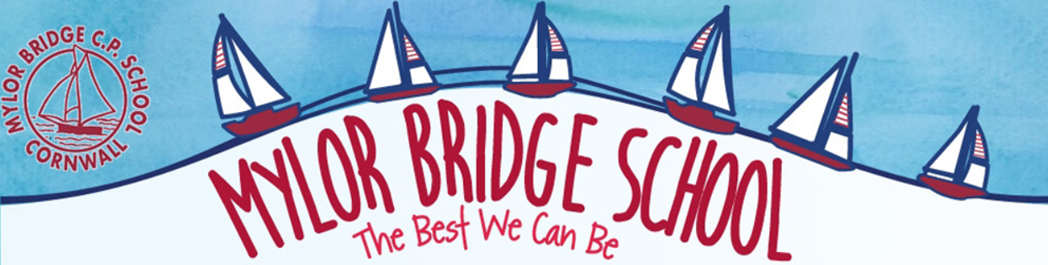 MYLOR BRIDGE C.P. SCHOOL
CORNWALL
MYLOR BRIDGE SCHOOL
The Best We Can Be